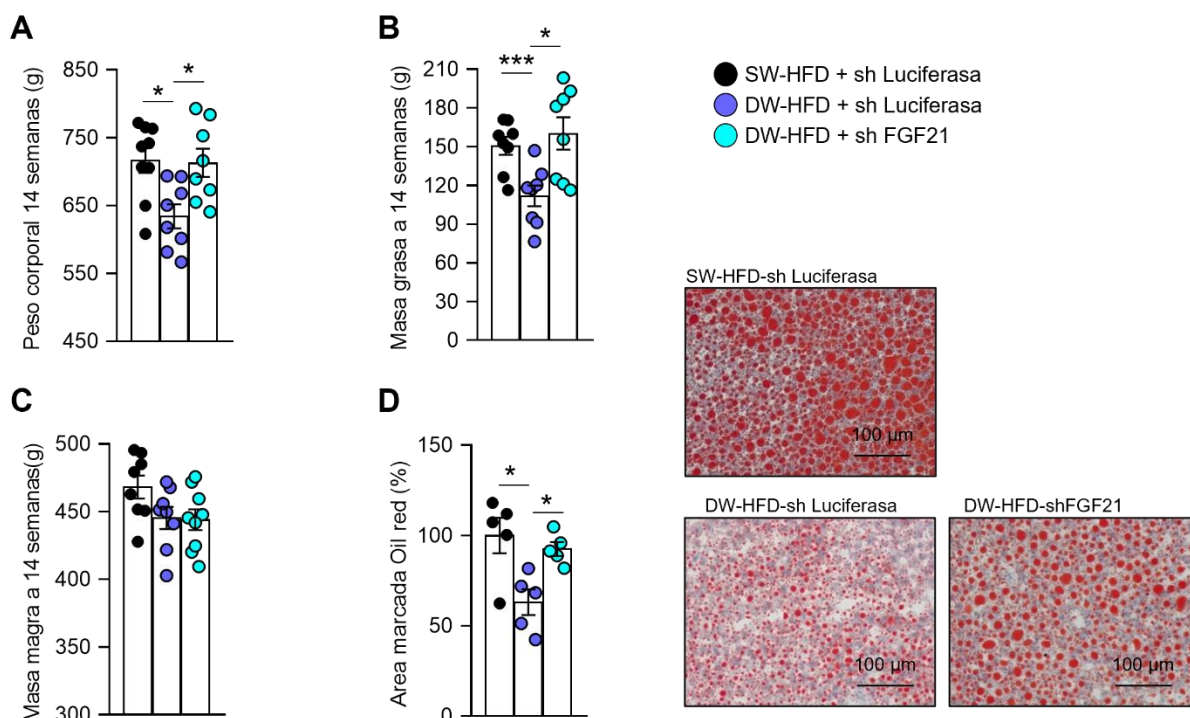 A
Peso corporal 14 semanas (g)
850
750
650
550
450
*
*
B
Masa grasa a 14 semanas (g)
210
180
150
120
90
60
30
0
***
*
SW-HFD + sh Luciferasa
DW-HFD + sh Luciferasa
DW-HFD + sh FGF21
C
Masa magra a 14 semanas(g)
500
450
400
350
300
D
Area marcada Oil red (%)
150
100
50
0
*
*
SW-HFD-sh Luciferasa
100 µm
DW-HFD-sh Luciferasa
100 µm
DW-HFD-shFGF21
100 µm